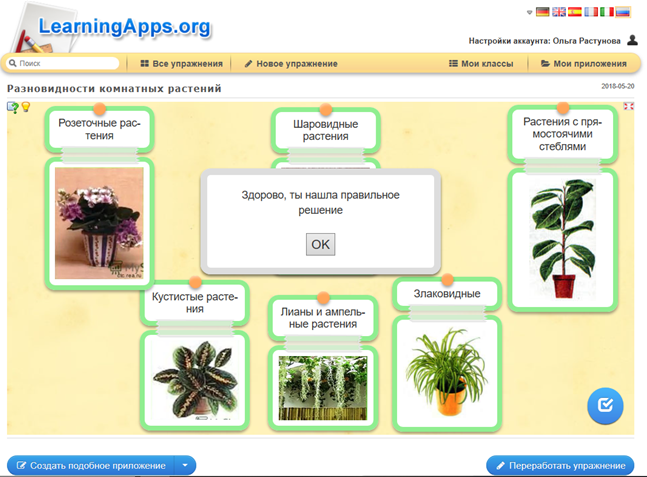 LearningApps.org
Настройки аккаунта: Ольга Растунова
Поиск
Все упражнения
Новое упражнение
Мои классы
Мои приложения
Разновидности комнатных растений
2018-05-20
Розеточные рас-
тения
Шаровидные
растения
Растения с пря-
мостоячими
стеблями
Здорово, ты нашла правильное
решение
OK
Кустистые расте-
ния
Лианы и ампель-
ные растения
Злаковидные
Создать подобное приложение
Переработать упражнение